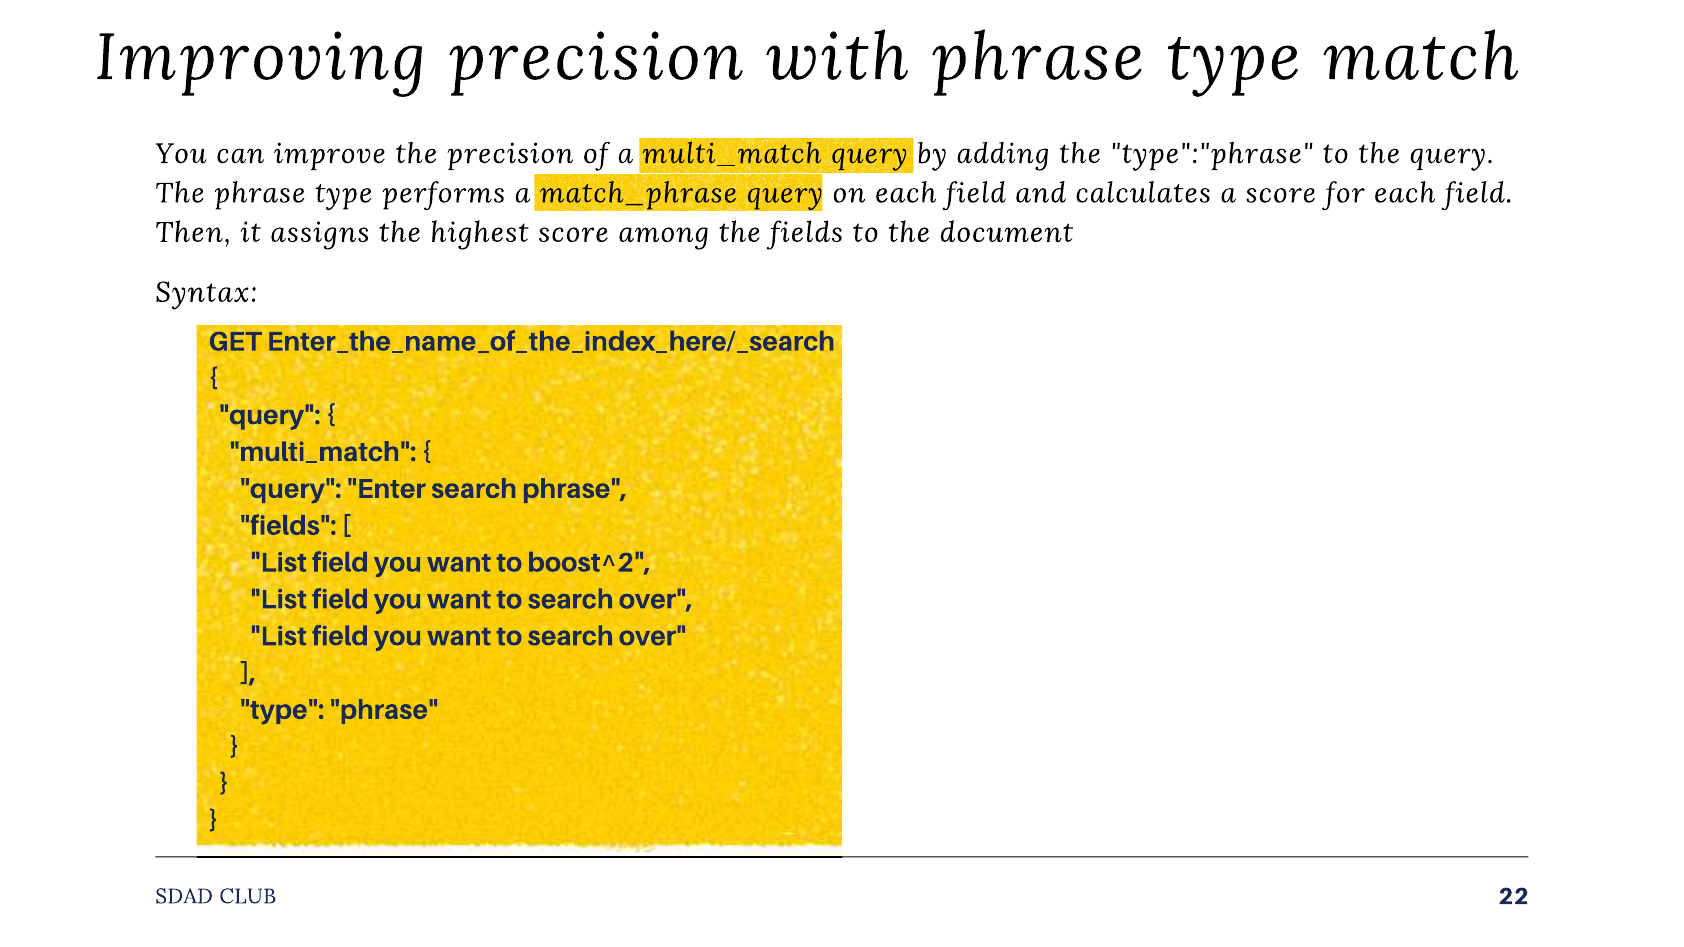 Improving precision with phrase type match
You can improve the precision of a multi_match query by adding the "type":"phrase" to the query.
The phrase type performs a match_phrase query on each field and calculates a score for each field.
Then, it assigns the highest score among the fields to the document
Syntax:
GET Enter_the_name_of_the_index_here/_search
{
"query": {
"multi_match": {
"query": "Enter search phrase",
"fields": [
"List field you want to boost^2",
"List field you want to search over",
"List field you want to search over"
],
"type": "phrase"
}
}
}
SDAD CLUB
22